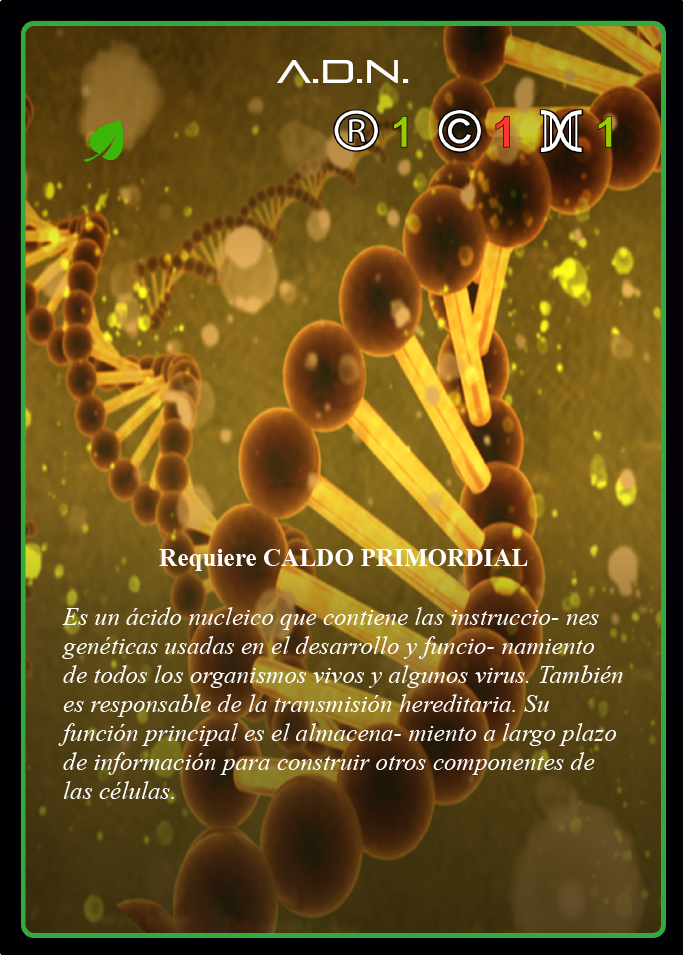 A.D.N.
® 1 © 1 1
Requiere CALDO PRIMORDIAL
Es un ácido nucleico que contiene las instruccio- nes
genéticas usadas en el desarrollo y funcio- namiento
de todos los organismos vivos y algunos virus. También
es responsable de la transmisión hereditaria. Su
función principal es el almacena- miento a largo plazo
de información para construir otros componentes de
las células.